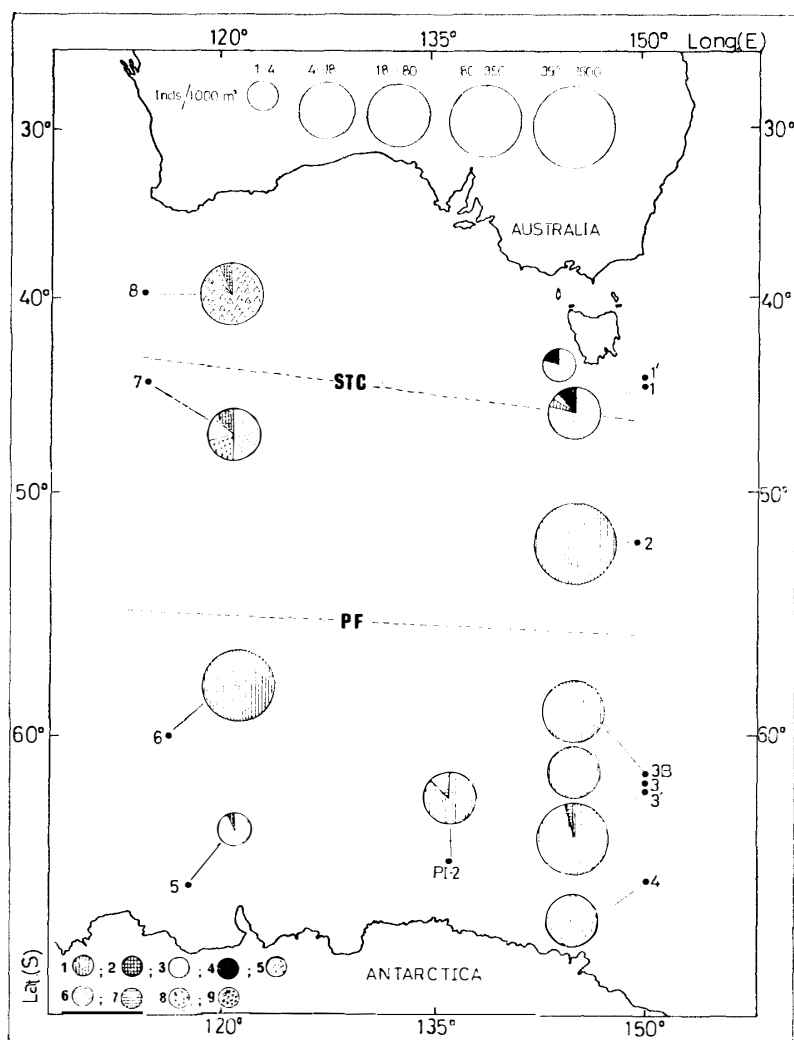 120° 135° 150° Long(E)
1-4 4-18 18-80 80-350
Inds/1000 m³
30° 30°
AUSTRALIA
8 40° 40°
1'
7 STC 1
50° 50°
2
PF
60° 60°
6
3B
3
3'
5 PI-2 4
Lat(S)
1 ; 2 ; 3 ; 4 ; 5
ANTARCTICA
6 ; 7 ; 8 ; 9
120° 135° 150°